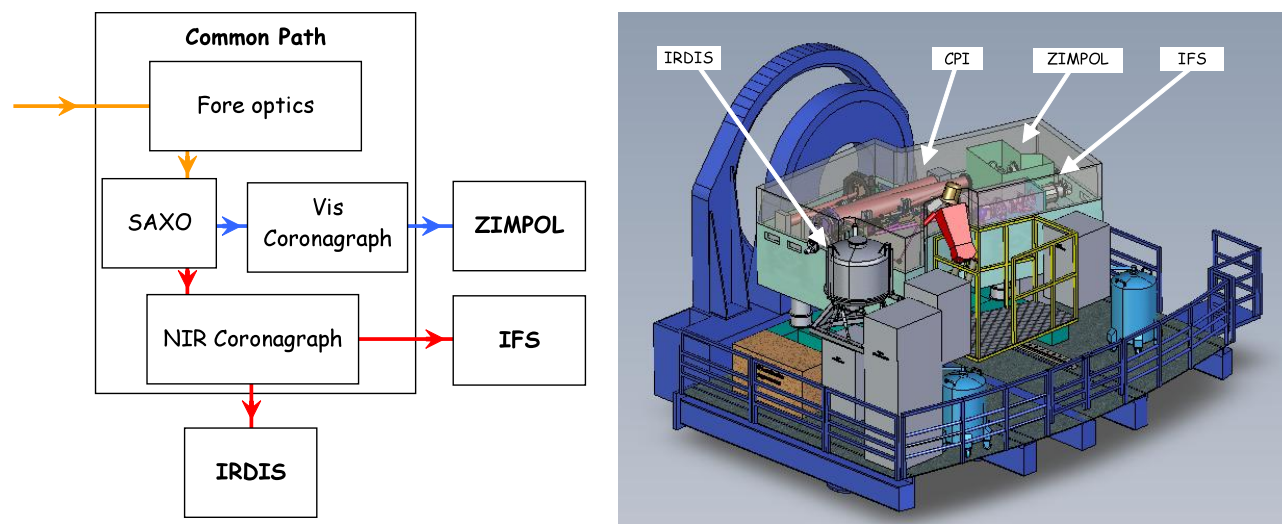 Common Path
Fore optics
SAXO
Vis
Coronagraph
ZIMPOL
NIR Coronagraph
IFS
IRDIS
IRDIS
CPI
ZIMPOL
IFS